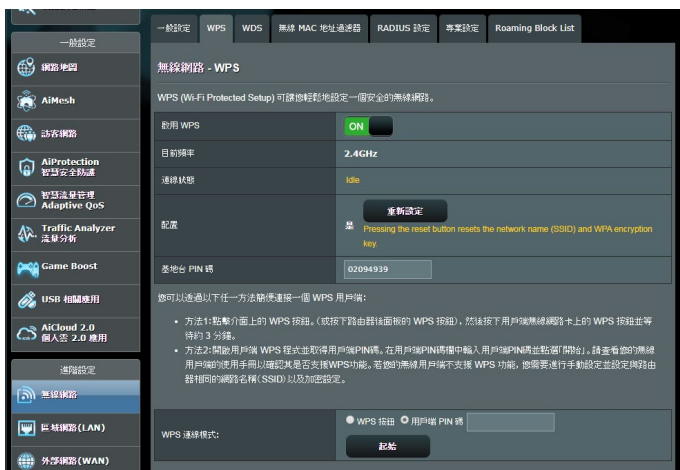 一般設定
網路地圖
AiMesh
訪客網路
AiProtection
智慧安全防護
智慧流量管理
Adaptive QoS
Traffic Analyzer
流量分析
Game Boost
USB 相關應用
AiCloud 2.0
個人雲 2.0 應用
進階設定
無線網路
區域網路(LAN)
外部網路(WAN)
一般設定 WPS WDS 無線 MAC 地址過濾器 RADIUS 設定 專業設定 Roaming Block List
無線網路 - WPS
WPS (Wi-Fi Protected Setup) 可讓您輕鬆地設定一個安全的無線網路。
啟用 WPS ON
目前頻率 2.4GHz
連線狀態 Idle
配置 是 重新設定
Pressing the reset button resets the network name (SSID) and WPA encryption
key.
基地台 PIN 碼 02094939
您可以透過以下任一方法簡便連接一個 WPS 用戶端:
• 方法1:點擊介面上的 WPS 按鈕。(或按下路由器後面板的 WPS 按鈕)，然後按下用戶端無線網路卡上的 WPS 按鈕並等
待約 3 分鐘。
• 方法2:開啟用戶端 WPS 程式並取得用戶端PIN碼。在用戶端PIN碼欄中輸入用戶端PIN碼並點選「開始」。請查看您的無線
用戶端的使用手冊以確認其是否支援WPS功能。若您的無線用戶端不支援 WPS 功能，您需要進行手動設定並設定與路由
器相同的網路名稱(SSID)以及加密設定。
WPS 連線模式: WPS 按鈕 用戶端 PIN 碼
起始